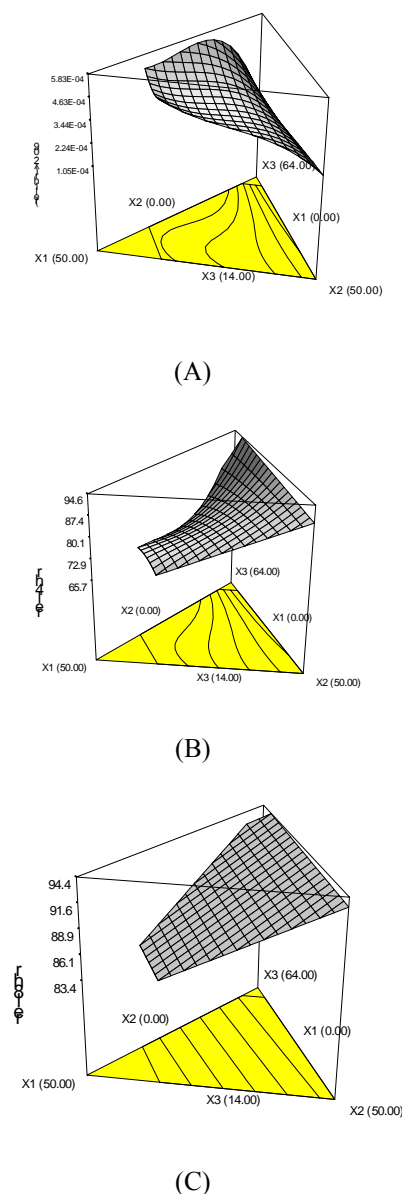 5.83E-04
4.63E-04
3.44E-04
2.24E-04
1.05E-04
X3 (64.00)
X2 (0.00)
X1 (0.00)
X1 (50.00)
X3 (14.00)
X2 (50.00)
(A)
94.6
87.4
80.1
72.9
65.7
X3 (64.00)
X2 (0.00)
X1 (0.00)
X1 (50.00)
X3 (14.00)
X2 (50.00)
(B)
94.4
91.6
88.9
86.1
83.4
X3 (64.00)
X2 (0.00)
X1 (0.00)
X1 (50.00)
X3 (14.00)
X2 (50.00)
(C)